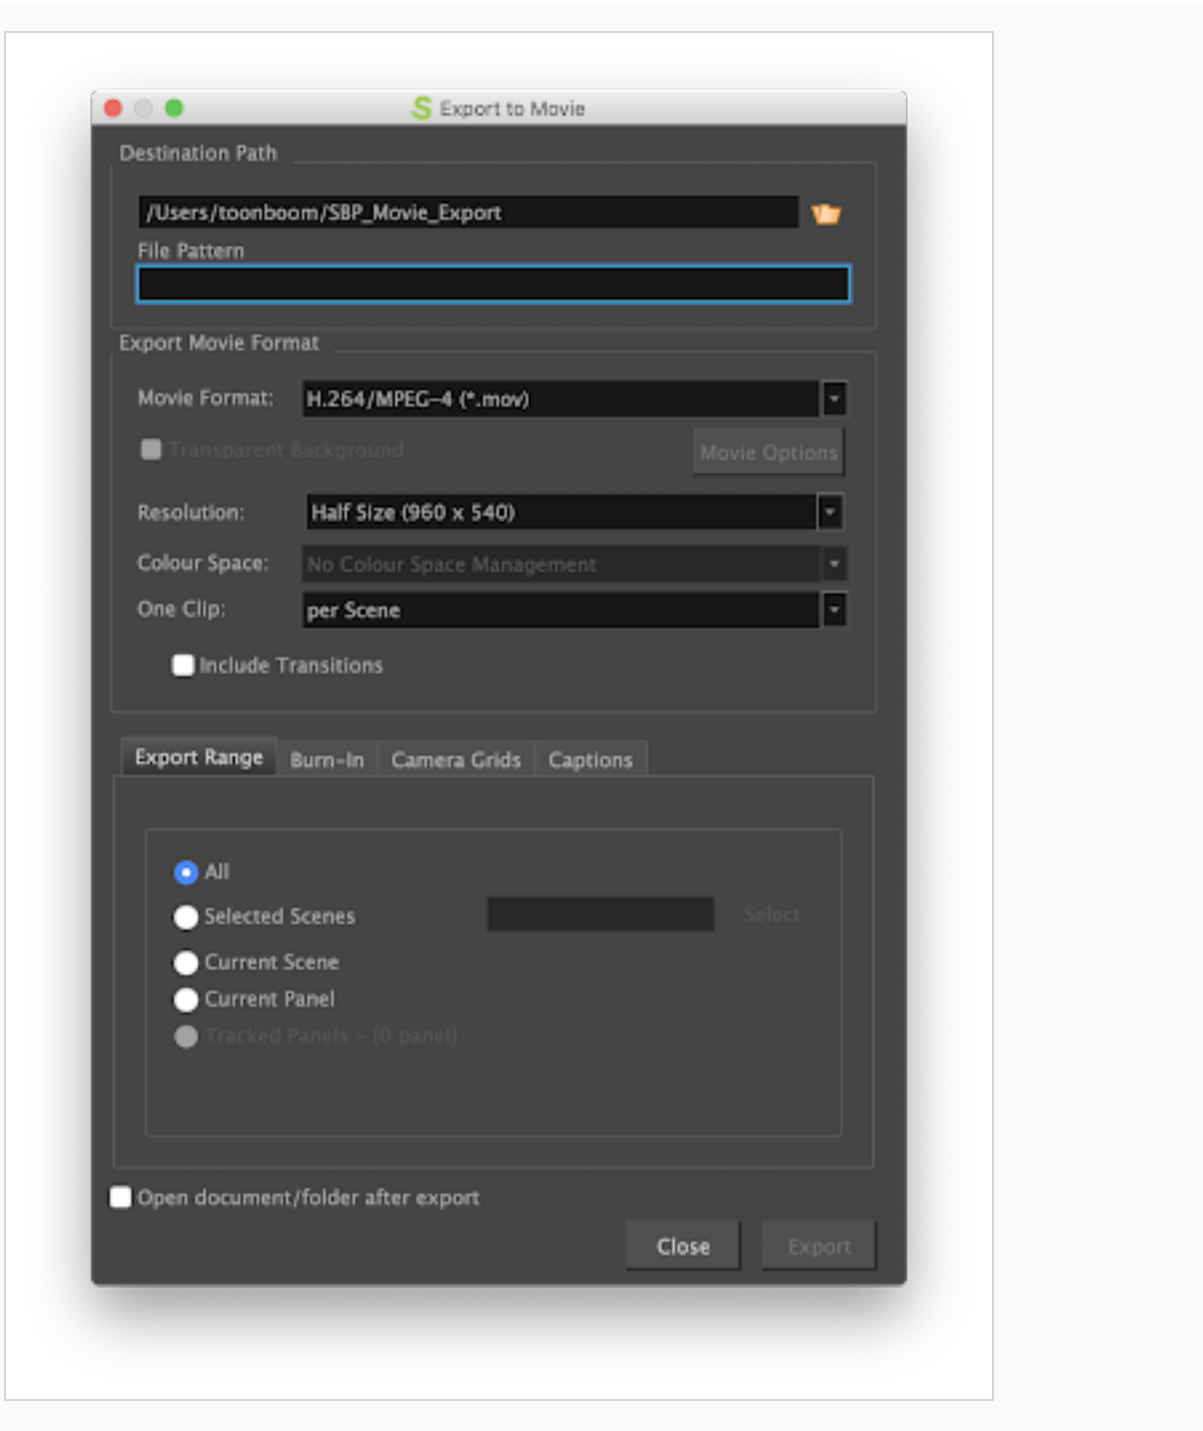 Export to Movie
Destination Path
/Users/toonboom/SBP_Movie_Export
File Pattern
Export Movie Format
Movie Format: H.264/MPEG-4 (*.mov)
Transparent Background Movie Options
Resolution: Half Size (960 x 540)
Colour Space: No Colour Space Management
One Clip: per Scene
Include Transitions
Export Range Burn-In Camera Grids Captions
All
Selected Scenes Select
Current Scene
Current Panel
Tracked Panels - [0 panel]
Open document/folder after export
Close Export